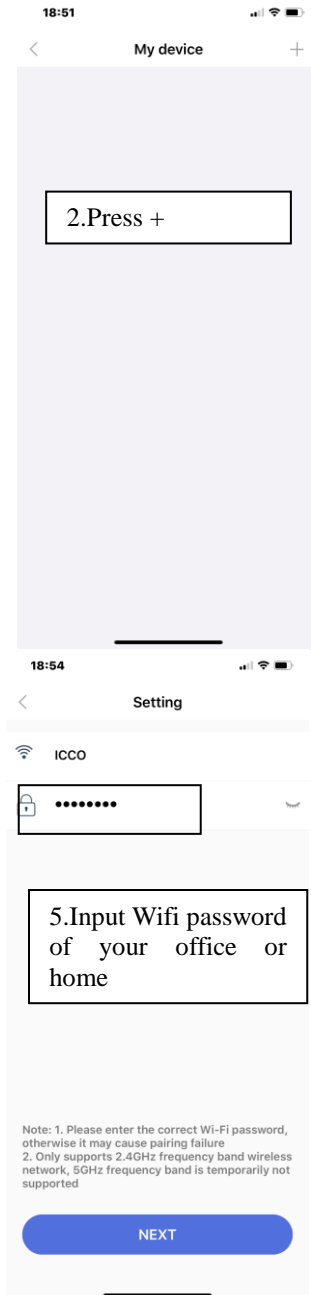 18:51
My device
2.Press +
18:54
Setting
ICCO
••••••••
5.Input Wifi password
of your office or
home
Note: 1. Please enter the correct Wi-Fi password,
otherwise it may cause pairing failure
2. Only supports 2.4GHz frequency band wireless
network, 5GHz frequency band is temporarily not
supported
NEXT